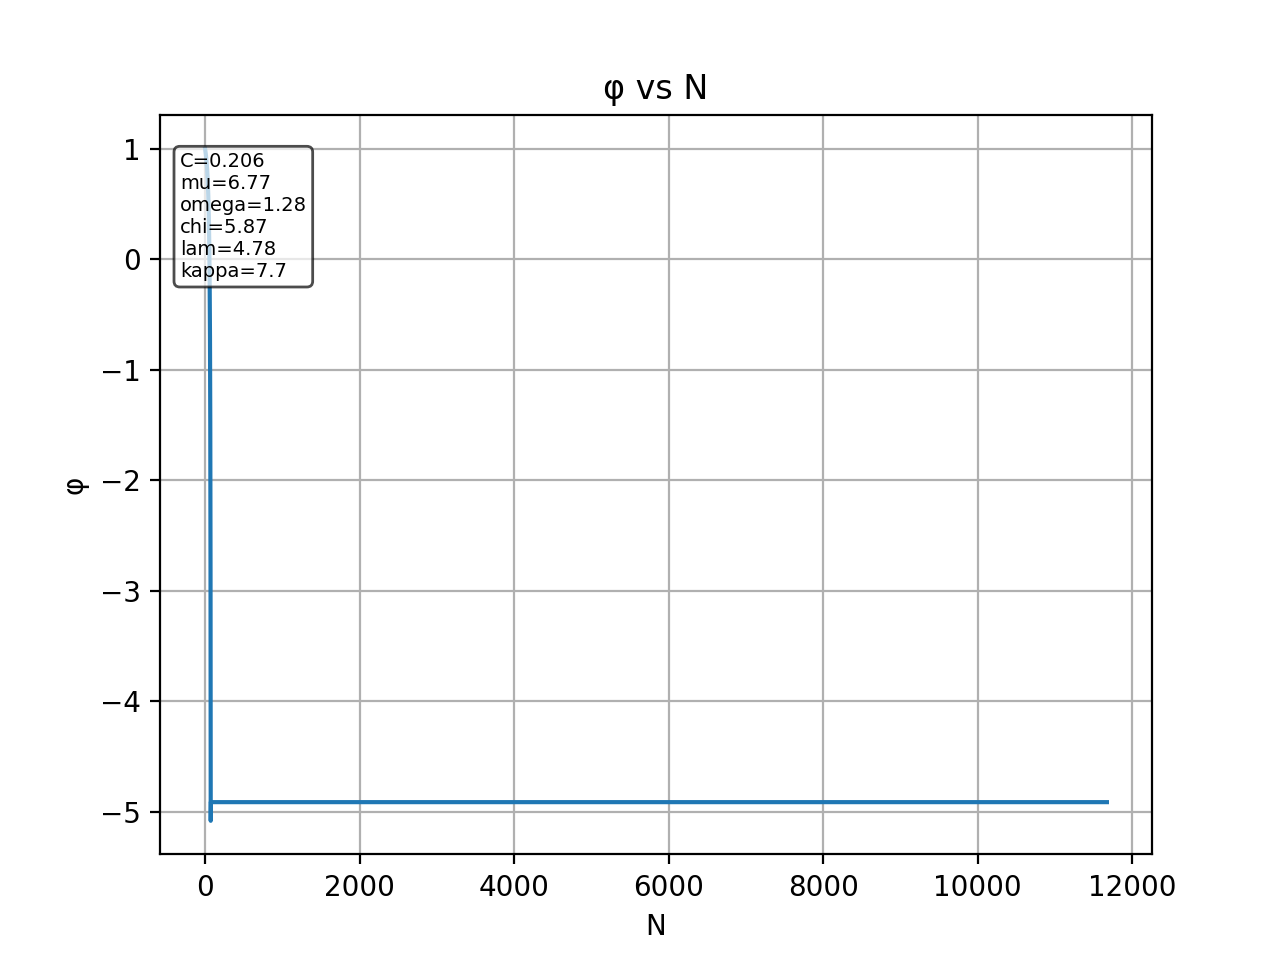 φ vs N
1
0
−1
−2
−3
−4
−5
φ
C=0.206
mu=6.77
omega=1.28
chi=5.87
lam=4.78
kappa=7.7
0 2000 4000 6000 8000 10000 12000
N